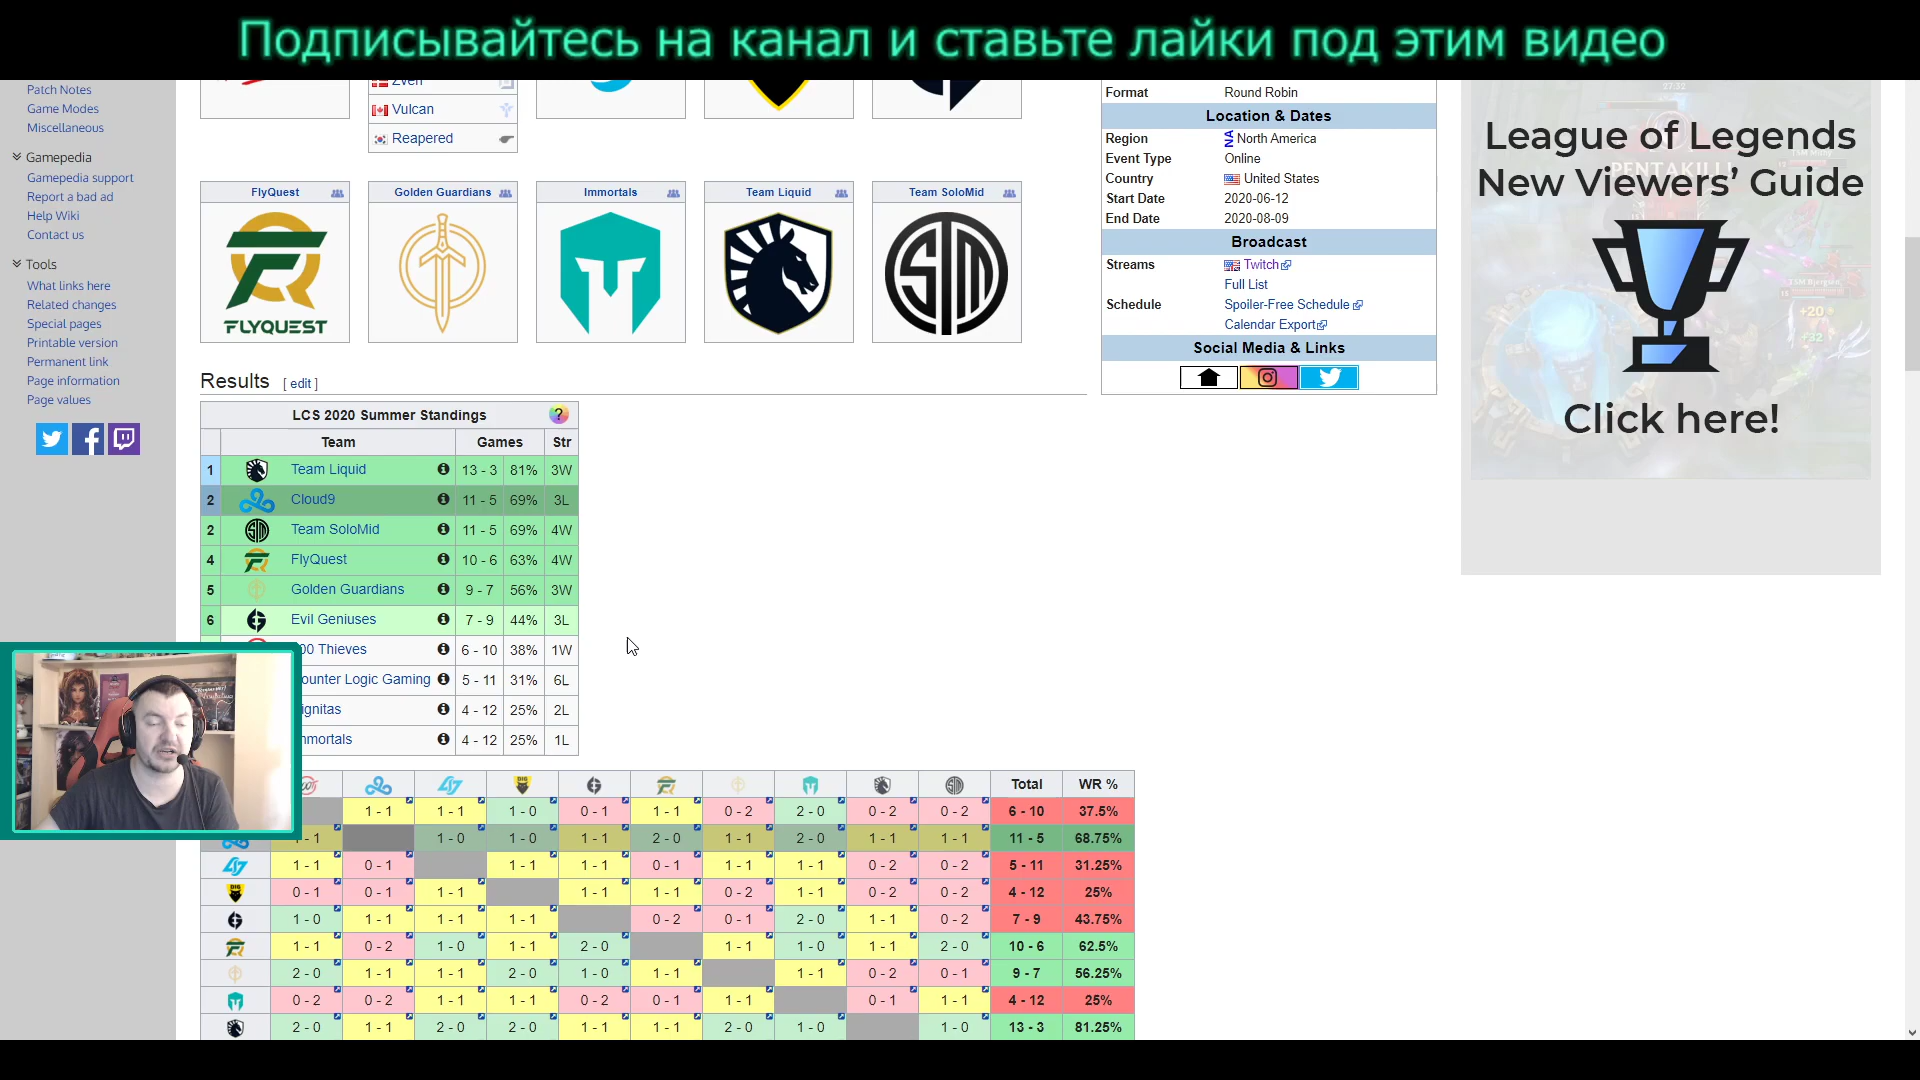 Подписывайтесь на канал и ставьте лайки под этим видео
Patch Notes
Game Modes
Miscellaneous
Gamepedia
Gamepedia support
Report a bad ad
Help Wiki
Contact us
Tools
What links here
Related changes
Special pages
Printable version
Permanent link
Page information
Page values
Zven
Vulcan
Reapered
FlyQuest
Golden Guardians
Immortals
Team Liquid
Team SoloMid
FLYQUEST
Results [ edit ]
LCS 2020 Summer Standings ?
Team Games Str
1 Team Liquid 13 - 3 81% 3W
2 Cloud9 11 - 5 69% 3L
2 Team SoloMid 11 - 5 69% 4W
4 FlyQuest 10 - 6 63% 4W
5 Golden Guardians 9 - 7 56% 3W
6 Evil Geniuses 7 - 9 44% 3L
00 Thieves 6 - 10 38% 1W
ounter Logic Gaming 5 - 11 31% 6L
ignitas 4 - 12 25% 2L
mmortals 4 - 12 25% 1L
Total WR %
1 - 1 1 - 1 1 - 0 0 - 1 1 - 1 0 - 2 2 - 0 0 - 2 0 - 2 6 - 10 37.5%
1 - 1 1 - 0 1 - 0 1 - 1 2 - 0 1 - 1 2 - 0 1 - 1 1 - 1 11 - 5 68.75%
1 - 1 0 - 1 1 - 1 1 - 1 0 - 1 1 - 1 1 - 1 0 - 2 0 - 2 5 - 11 31.25%
0 - 1 0 - 1 1 - 1 1 - 1 1 - 1 0 - 2 1 - 1 0 - 2 0 - 2 4 - 12 25%
1 - 0 1 - 1 1 - 1 1 - 1 0 - 2 0 - 1 2 - 0 1 - 1 0 - 2 7 - 9 43.75%
1 - 1 0 - 2 1 - 0 1 - 1 2 - 0 1 - 1 1 - 0 1 - 1 2 - 0 10 - 6 62.5%
2 - 0 1 - 1 1 - 1 2 - 0 1 - 0 1 - 1 1 - 1 0 - 2 0 - 1 9 - 7 56.25%
0 - 2 0 - 2 1 - 1 1 - 1 0 - 2 0 - 1 1 - 1 0 - 1 1 - 1 4 - 12 25%
2 - 0 1 - 1 2 - 0 2 - 0 1 - 1 1 - 1 2 - 0 1 - 0 1 - 0 13 - 3 81.25%
Format Round Robin
Location & Dates
Region NA North America
Event Type Online
Country United States
Start Date 2020-06-12
End Date 2020-08-09
Broadcast
Streams Twitch
Full List
Schedule Spoiler-Free Schedule
Calendar Export
Social Media & Links
27:32
League of Legends
PENTAKILL
New Viewers' Guide
+20
+32
Click here!